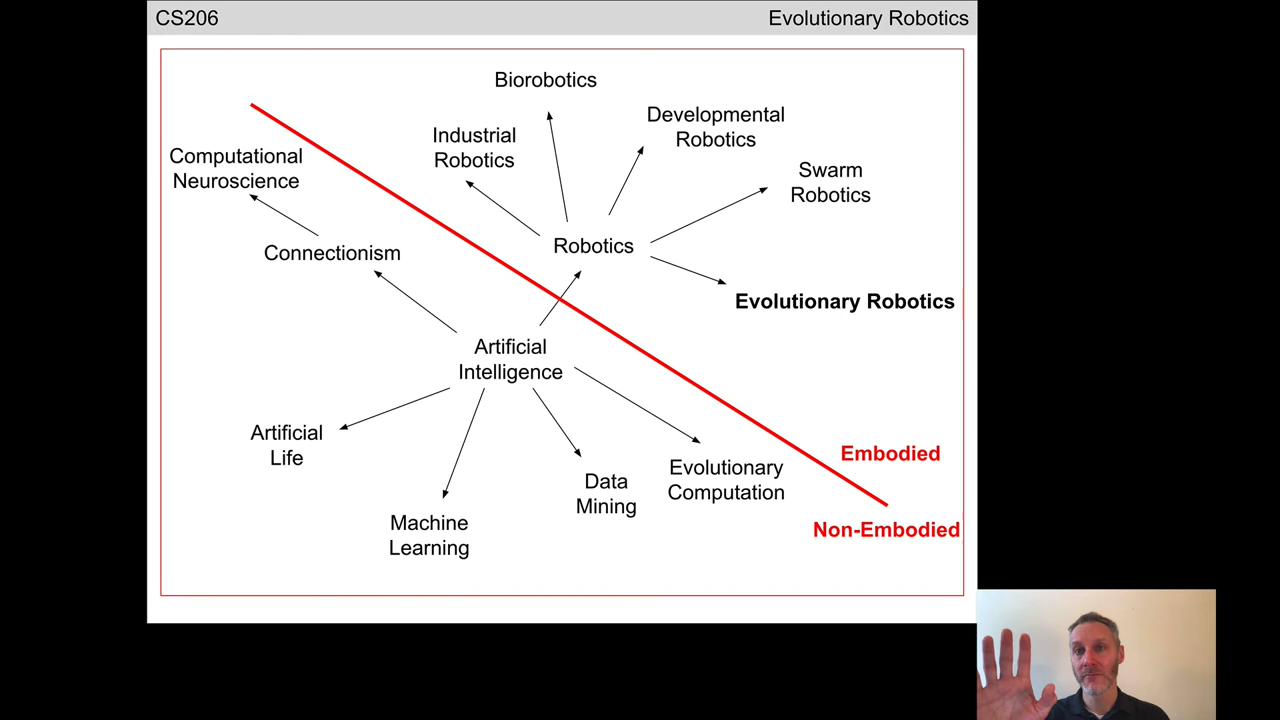 CS206
Evolutionary Robotics
Biorobotics
Developmental
Robotics
Industrial
Robotics
Computational
Neuroscience
Swarm
Robotics
Connectionism
Robotics
Evolutionary Robotics
Artificial
Intelligence
Artificial
Life
Embodied
Evolutionary
Computation
Data
Mining
Machine
Learning
Non-Embodied